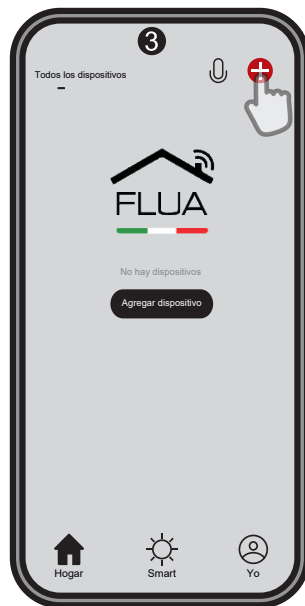 3
Todos los dispositivos
FLUA
No hay dispositivos
Agregar dispositivo
Hogar Smart Yo